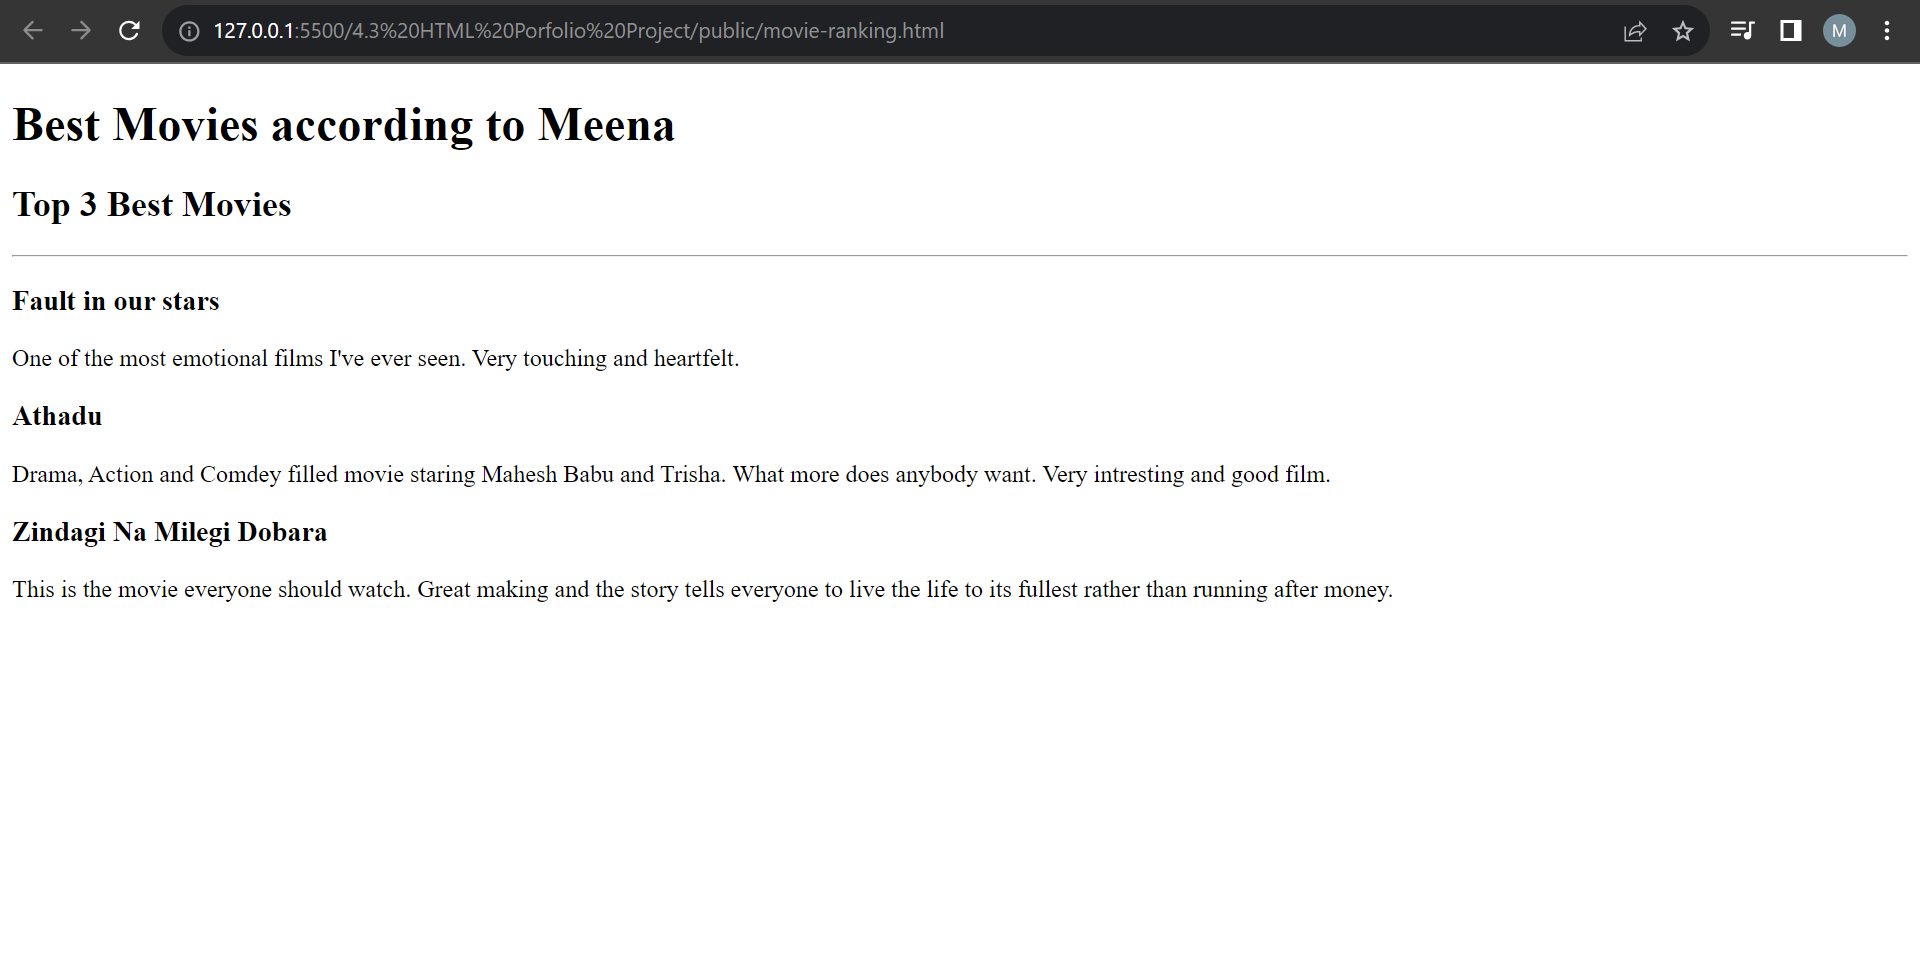 127.0.0.1:5500/4.3%20HTML%20Porfolio%20Project/public/movie-ranking.html
M
Best Movies according to Meena
Top 3 Best Movies
Fault in our stars
One of the most emotional films I've ever seen. Very touching and heartfelt.
Athadu
Drama, Action and Comdey filled movie staring Mahesh Babu and Trisha. What more does anybody want. Very intresting and good film.
Zindagi Na Milegi Dobara
This is the movie everyone should watch. Great making and the story tells everyone to live the life to its fullest rather than running after money.